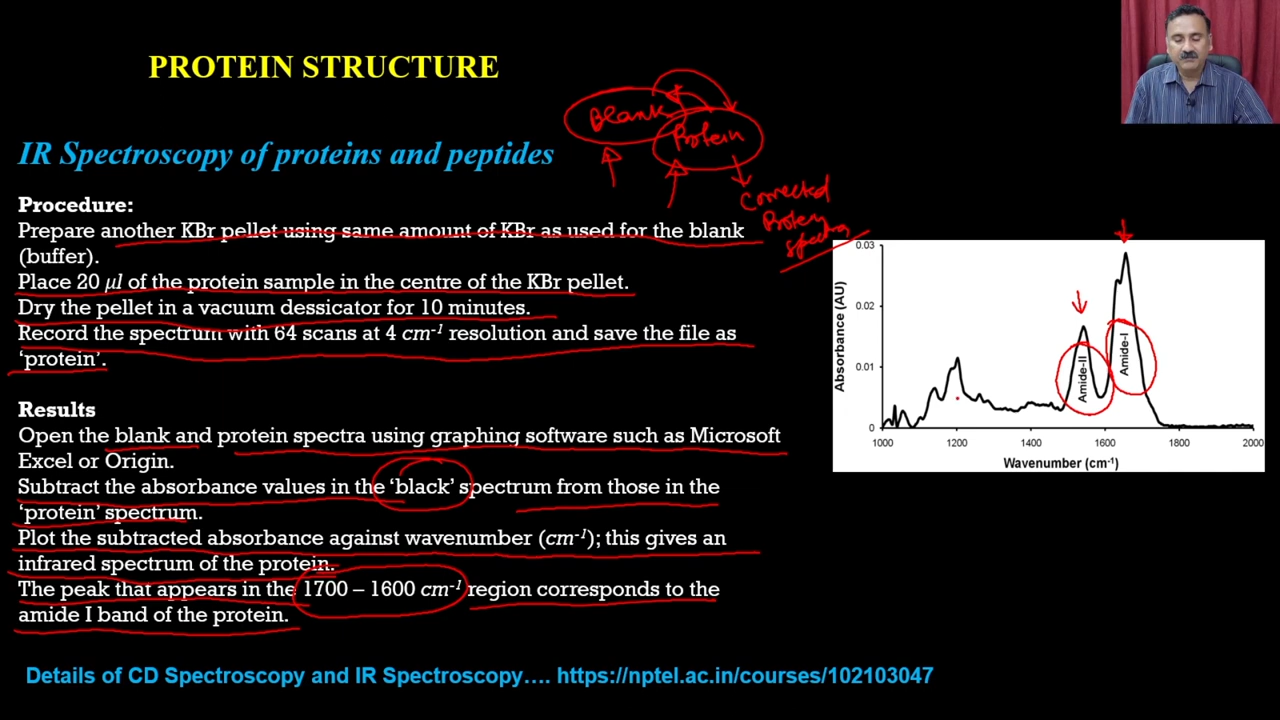 PROTEIN STRUCTURE
Blank
Protein
IR Spectroscopy of proteins and peptides
Corrected
Protein
spectra
Procedure:
Prepare another KBr pellet using same amount of KBr as used for the blank
(buffer).
Place 20 µl of the protein sample in the centre of the KBr pellet.
Dry the pellet in a vacuum dessicator for 10 minutes.
Record the spectrum with 64 scans at 4 cm⁻¹ resolution and save the file as
‘protein’.
Results
Open the blank and protein spectra using graphing software such as Microsoft
Excel or Origin.
Subtract the absorbance values in the ‘black’ spectrum from those in the
‘protein’ spectrum.
Plot the subtracted absorbance against wavenumber (cm⁻¹); this gives an
infrared spectrum of the protein.
The peak that appears in the 1700 – 1600 cm⁻¹ region corresponds to the
amide I band of the protein.
0.03
0.02
0.01
0
Absorbance (AU)
Amide-II
Amide-I
1000 1200 1400 1600 1800 2000
Wavenumber (cm⁻¹)
Details of CD Spectroscopy and IR Spectroscopy…. https://nptel.ac.in/courses/102103047